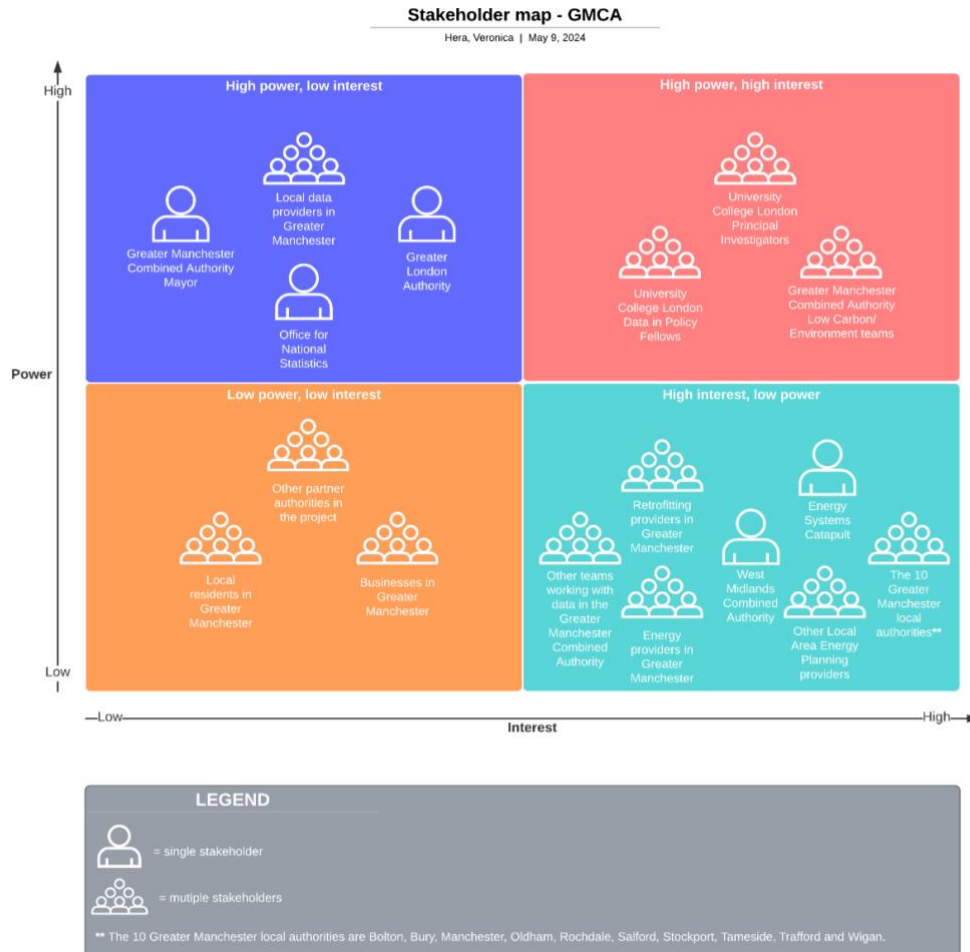 Stakeholder map - GMCA
Hera, Veronica | May 9, 2024
High
Power
Low
High power, low interest
Local data
providers in
Greater
Manchester
Greater Manchester
Combined Authority
Mayor
Greater
London
Authority
Office for
National
Statistics
High power, high interest
University
College London
Principal
Investigators
University
College London
Data in Policy
Fellows
Greater Manchester
Combined Authority
Low Carbon/
Environment teams
Low power, low interest
Other partner
authorities in
the project
Local
residents in
Greater
Manchester
Businesses in
Greater
Manchester
High interest, low power
Retrofitting
providers in
Greater
Manchester
Energy
Systems
Catapult
Other teams
working with
data in the
Greater
Manchester
Combined
Authority
West
Midlands
Combined
Authority
The 10
Greater
Manchester
local
authorities**
Energy
providers in
Greater
Manchester
Other Local
Area Energy
Planning
providers
Low
High
Interest
LEGEND
= single stakeholder
= mutiple stakeholders
** The 10 Greater Manchester local authorities are Bolton, Bury, Manchester, Oldham, Rochdale, Salford, Stockport, Tameside, Trafford and Wigan.